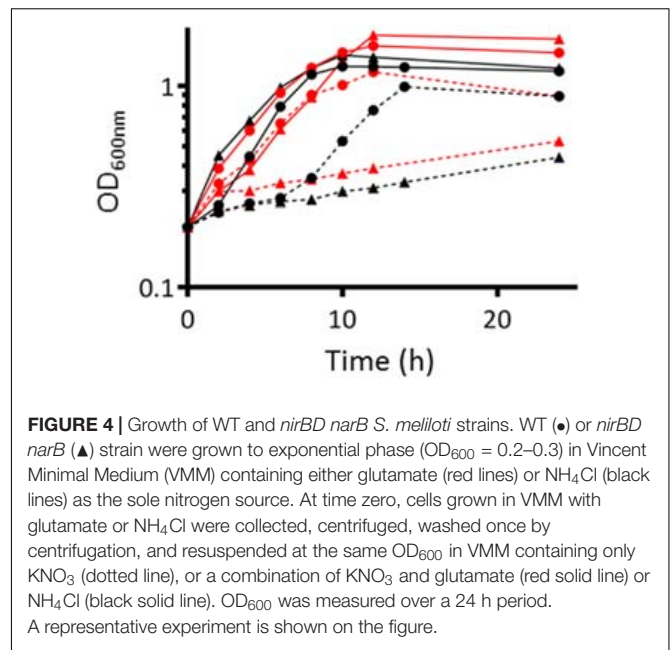 1
0.1
OD600nm
0
10
20
Time (h)
FIGURE 4 | Growth of WT and nirBD narB S. meliloti strains. WT (●) or nirBD
narB (▲) strain were grown to exponential phase (OD600 = 0.2–0.3) in Vincent
Minimal Medium (VMM) containing either glutamate (red lines) or NH4Cl (black
lines) as the sole nitrogen source. At time zero, cells grown in VMM with
glutamate or NH4Cl were collected, centrifuged, washed once by
centrifugation, and resuspended at the same OD600 in VMM containing only
KNO3 (dotted line), or a combination of KNO3 and glutamate (red solid line) or
NH4Cl (black solid line). OD600 was measured over a 24 h period.
A representative experiment is shown on the figure.